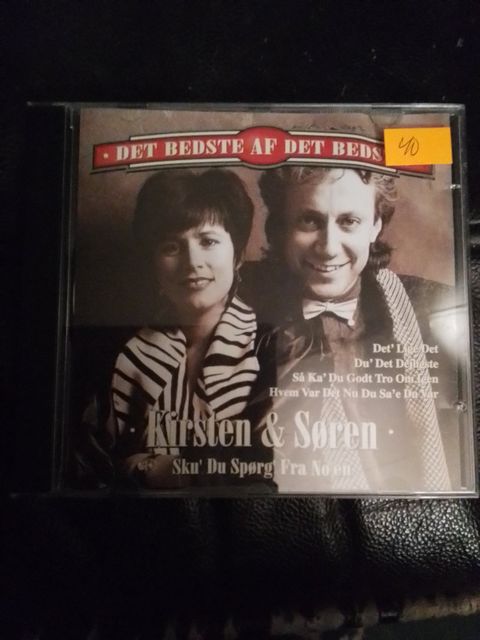 · DET BEDSTE AF DET BEDS
40
Det' Lige Det
Du' Det Dejligste
Så Ka' Du Godt Tro Om Igen
Hvem Var Det Nu Du Sa'e Du Var
· Kirsten & Søren ·
Sku' Du Spørg' Fra No'en